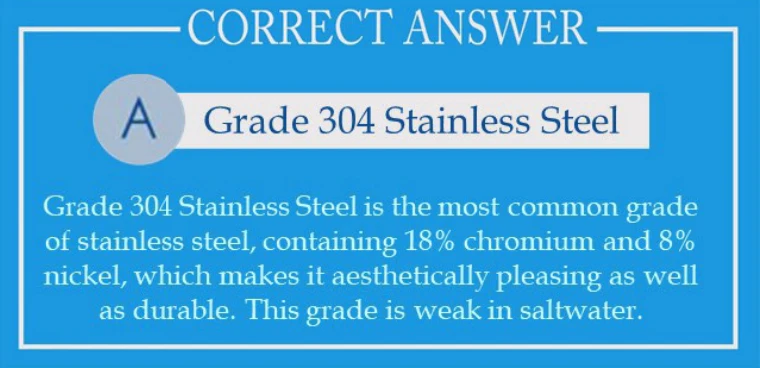 CORRECT ANSWER
A
Grade 304 Stainless Steel
Grade 304 Stainless Steel is the most common grade
of stainless steel, containing 18% chromium and 8%
nickel, which makes it aesthetically pleasing as well
as durable. This grade is weak in saltwater.